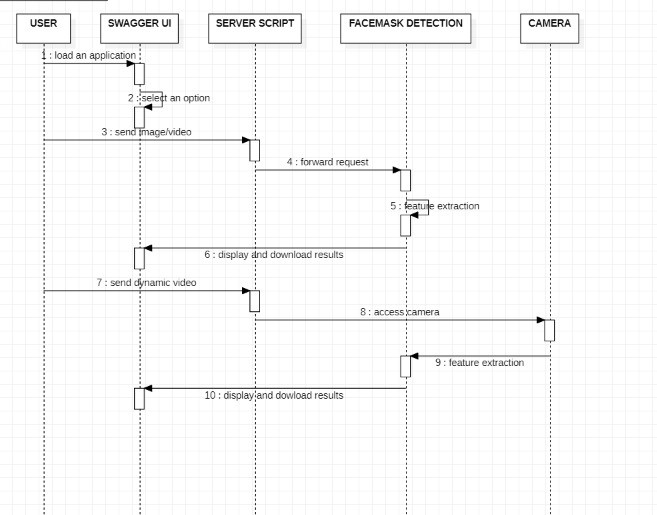 USER
SWAGGER UI
SERVER SCRIPT
FACEMASK DETECTION
CAMERA
1 : load an application
2 : select an option
3 : send image/video
4 : forward request
5 : feature extraction
6 : display and download results
7 : send dynamic video
8 : access camera
9 : feature extraction
10 : display and dowload results